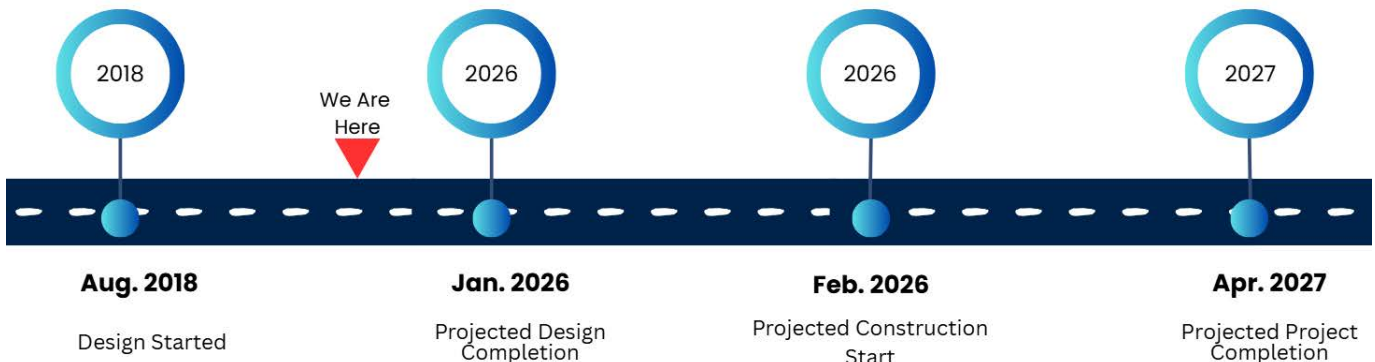 2018
We Are
Here
2026
2026
2027
Aug. 2018
Jan. 2026
Feb. 2026
Apr. 2027
Design Started
Projected Design
Completion
Projected Construction
Start
Projected Project
Completion